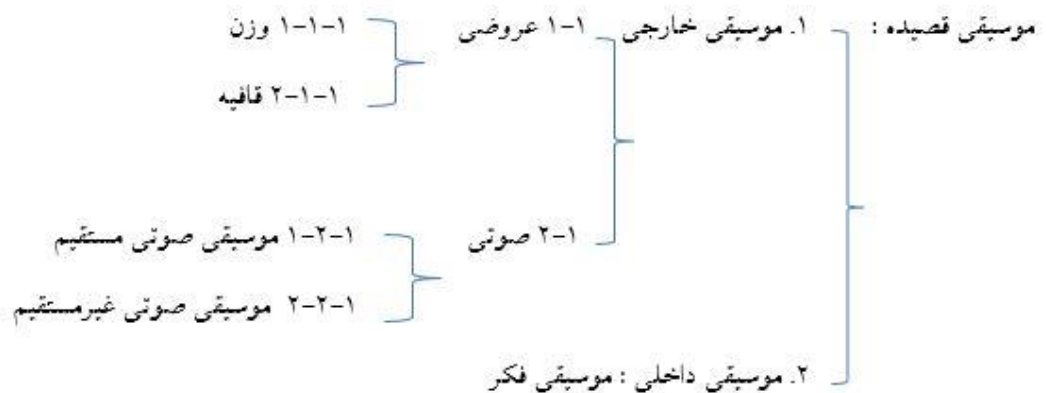 موسیقی قصیده : ۱. موسیقی خارجی ۱-۱ عروضی ۱-۱-۱ وزن
۲-۱-۱ قافیه
۲-۱ صوتی ۱-۲-۱ موسیقی صوتی مستقیم
۲-۲-۱ موسیقی صوتی غیرمستقیم
۲. موسیقی داخلی : موسیقی فکر